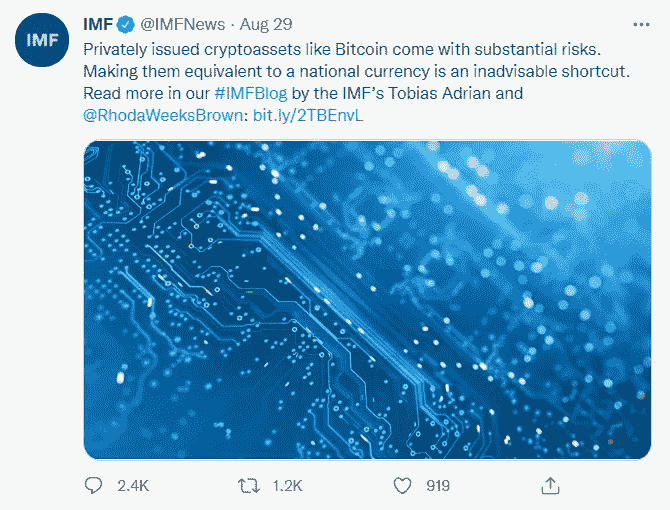 IMF
IMF @IMFNews · Aug 29
Privately issued cryptoassets like Bitcoin come with substantial risks.
Making them equivalent to a national currency is an inadvisable shortcut.
Read more in our #IMFBlog by the IMF's Tobias Adrian and
@RhodaWeeksBrown: bit.ly/2TBEnvL
2.4K 1.2K 919